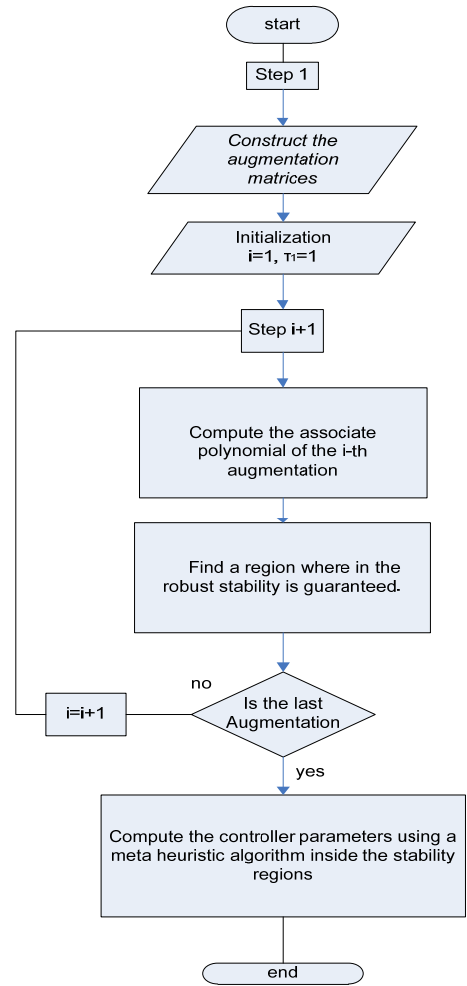 start
Step 1
Construct the
augmentation
matrices
Initialization
i=1, τ1=1
Step i+1
Compute the associate
polynomial of the i-th
augmentation
Find a region where in the
robust stability is guaranteed.
no
Is the last
Augmentation
i=i+1
yes
Compute the controller parameters using a
meta heuristic algorithm inside the stability
regions
end